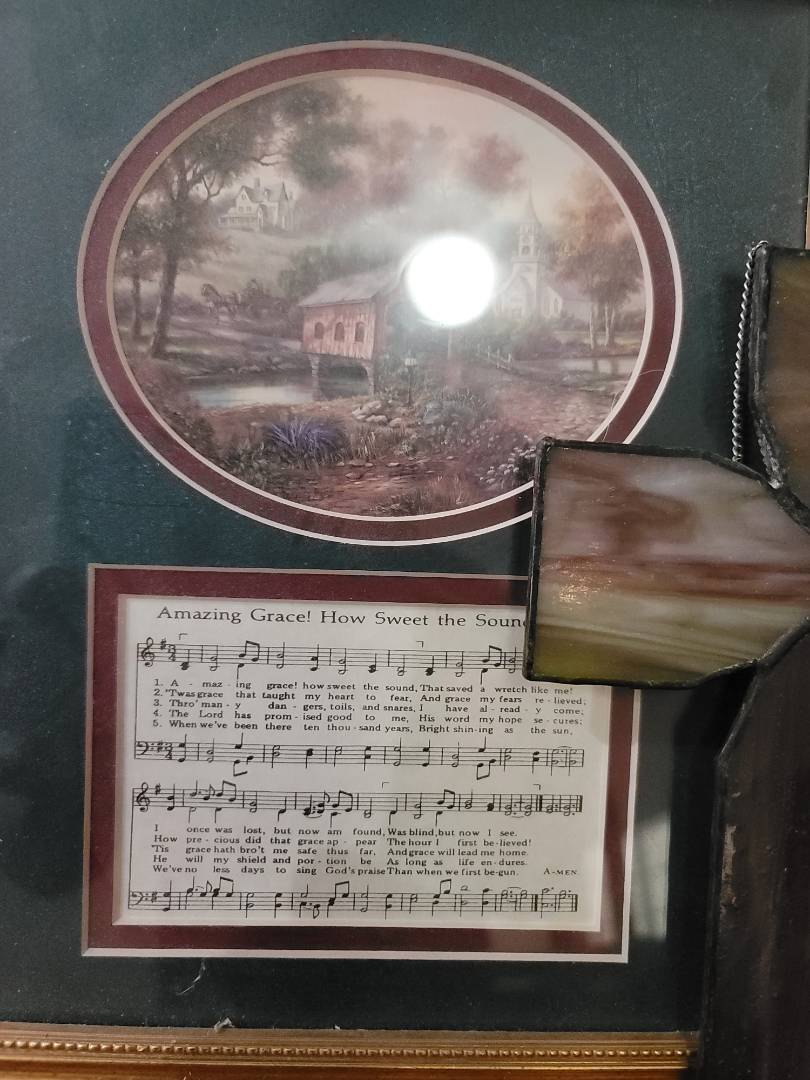 Amazing Grace! How Sweet the Soun
1. A - maz - ing grace! how sweet the sound, That saved a wretch like me!
2. 'Twas grace that taught my heart to fear, And grace my fears re - lieved;
3. Thro' man - y dan - gers, toils, and snares, I have al - read - y come;
4. The Lord has prom - ised good to me, His word my hope se - cures;
5. When we've been there ten thou - sand years, Bright shin - ing as the sun,
I once was lost, but now am found, Was blind, but now I see.
How pre - cious did that grace ap - pear The hour I first be - lieved!
'Tis grace hath bro't me safe thus far, And grace will lead me home.
He will my shield and por - tion be As long as life en - dures.
We've no less days to sing God's praise Than when we first be - gun. A - MEN